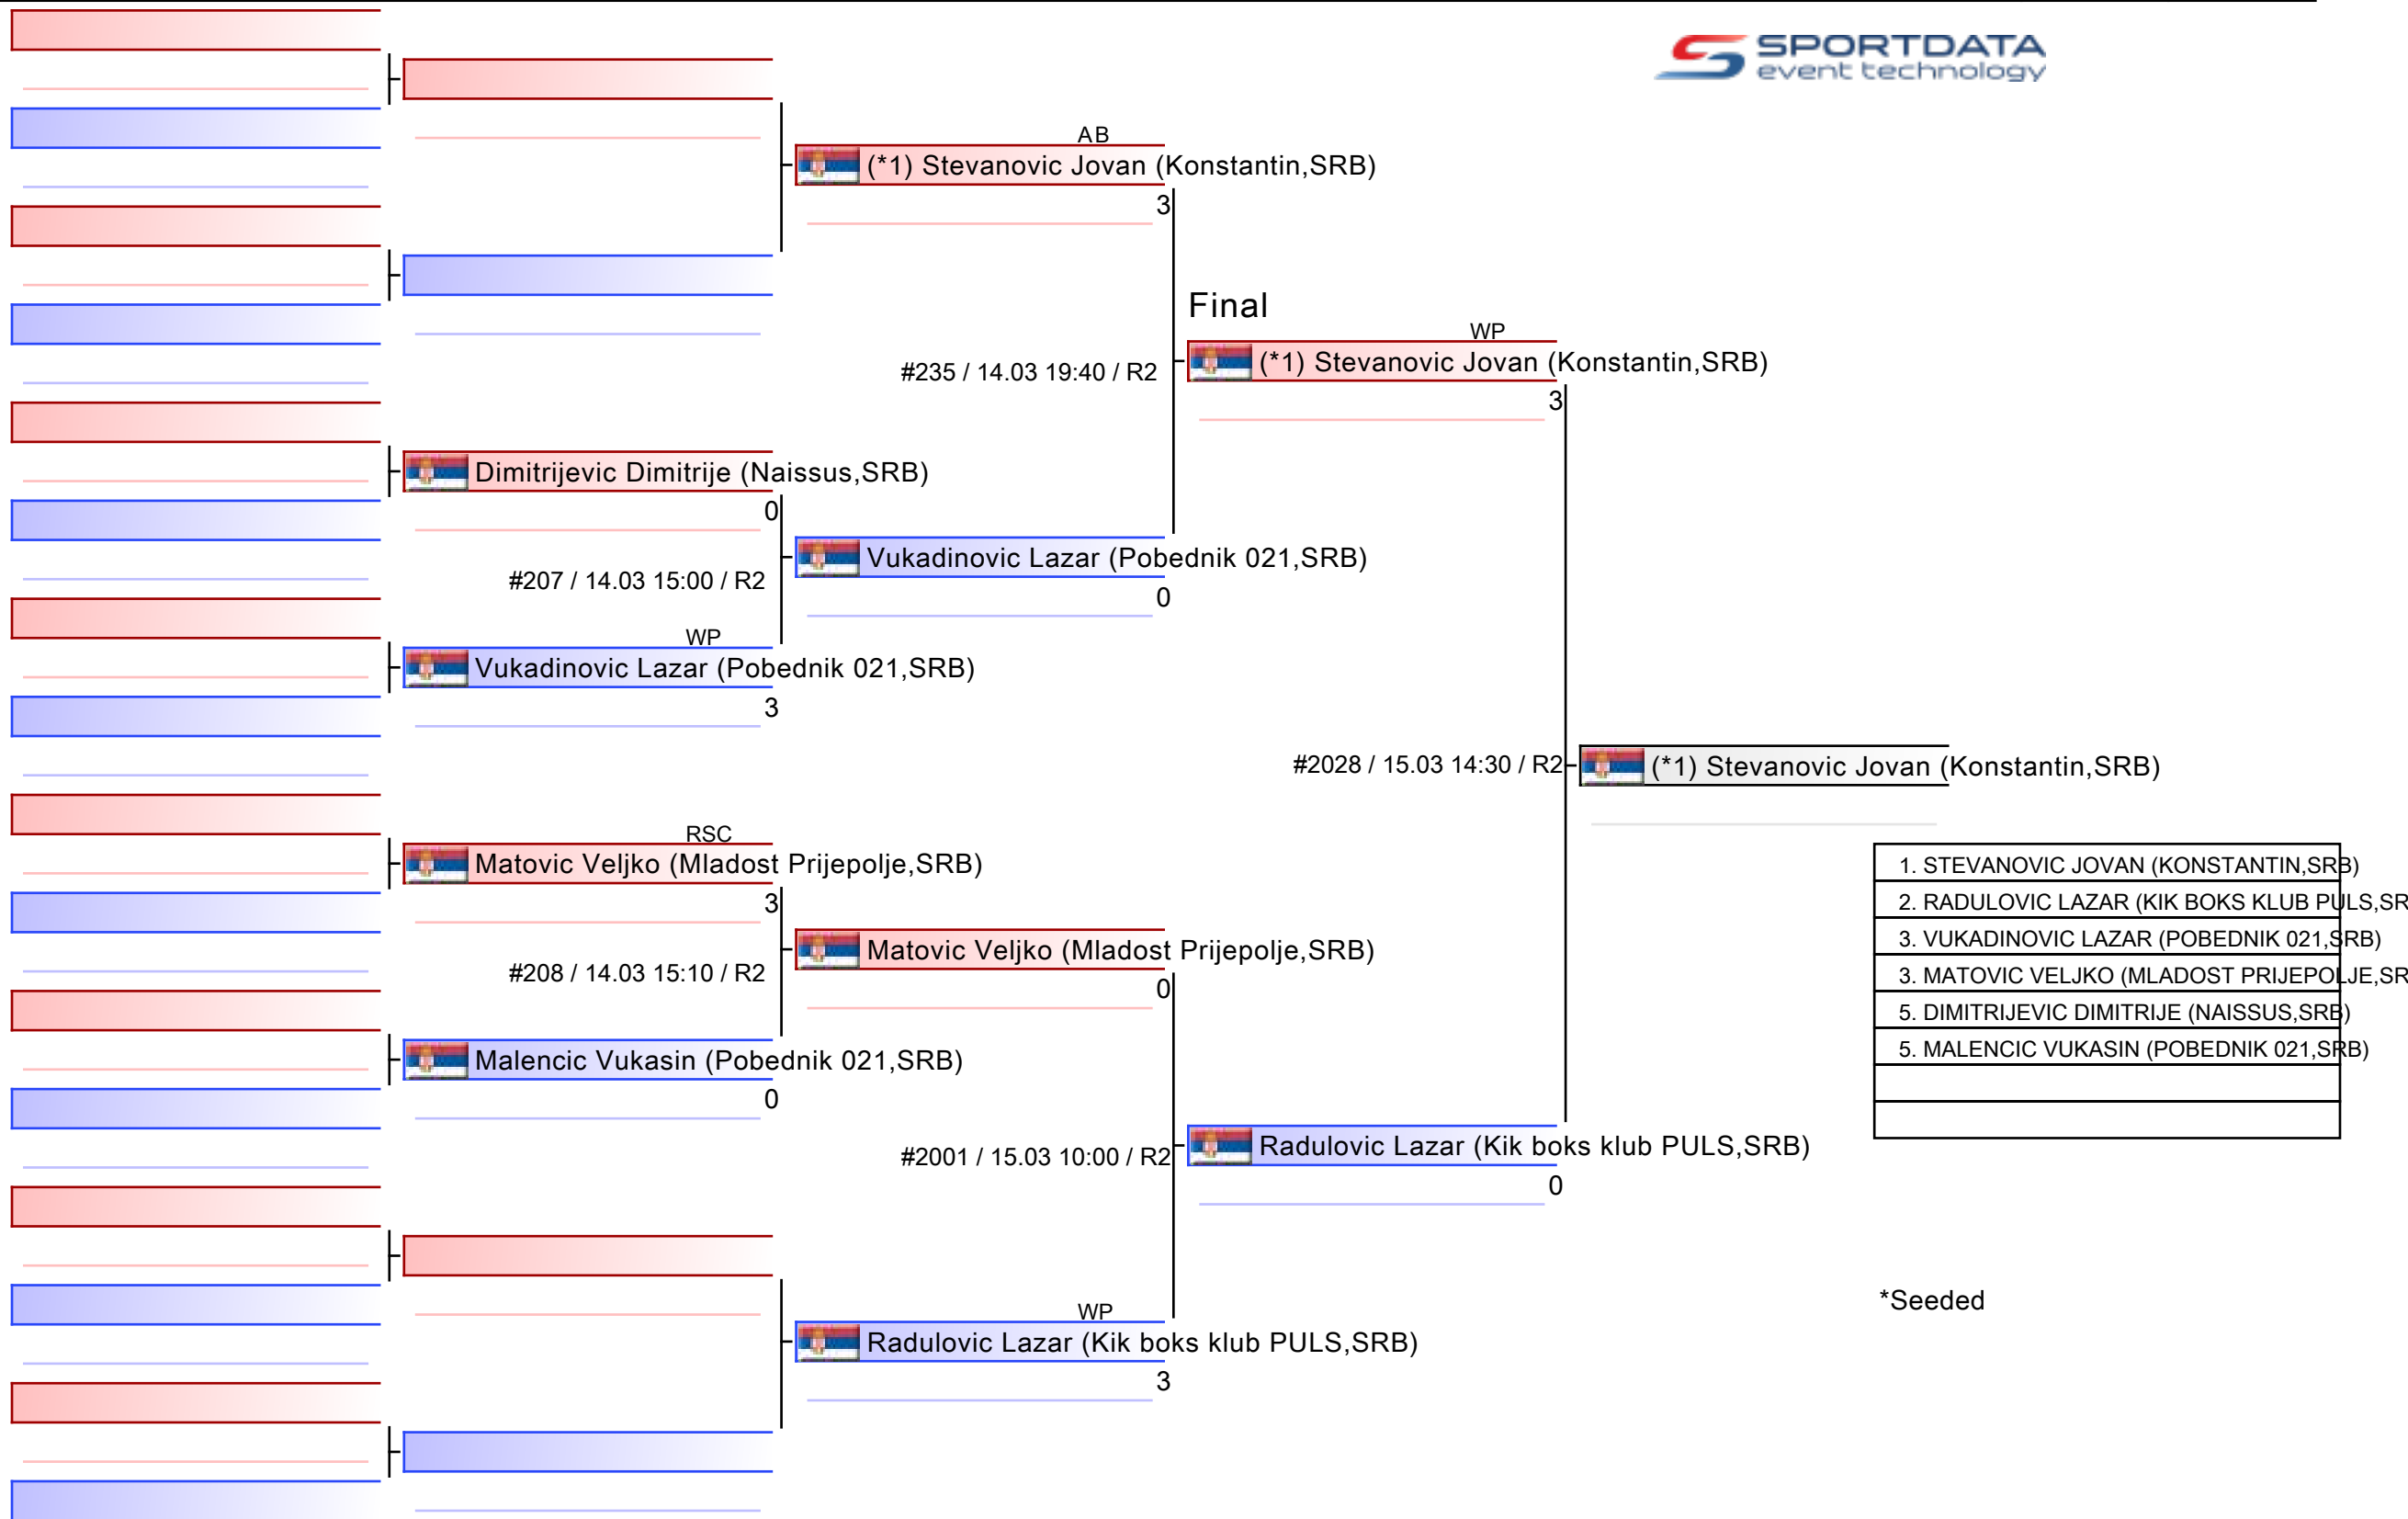 SPORTDATA
event technology
AB
(*1) Stevanovic Jovan (Konstantin,SRB)
3
Final
WP
#235 / 14.03 19:40 / R2
(*1) Stevanovic Jovan (Konstantin,SRB)
3
Dimitrijevic Dimitrije (Naissus,SRB)
0
Vukadinovic Lazar (Pobednik 021,SRB)
#207 / 14.03 15:00 / R2
0
WP
Vukadinovic Lazar (Pobednik 021,SRB)
3
#2028 / 15.03 14:30 / R2
(*1) Stevanovic Jovan (Konstantin,SRB)
RSC
Matovic Veljko (Mladost Prijepolje,SRB)
3
Matovic Veljko (Mladost Prijepolje,SRB)
#208 / 14.03 15:10 / R2
0
Malencic Vukasin (Pobednik 021,SRB)
0
#2001 / 15.03 10:00 / R2
Radulovic Lazar (Kik boks klub PULS,SRB)
0
WP
Radulovic Lazar (Kik boks klub PULS,SRB)
3
1. STEVANOVIC JOVAN (KONSTANTIN,SRB)
2. RADULOVIC LAZAR (KIK BOKS KLUB PULS,SR
3. VUKADINOVIC LAZAR (POBEDNIK 021,SRB)
3. MATOVIC VELJKO (MLADOST PRIJEPOLJE,SR
5. DIMITRIJEVIC DIMITRIJE (NAISSUS,SRB)
5. MALENCIC VUKASIN (POBEDNIK 021,SRB)
*Seeded